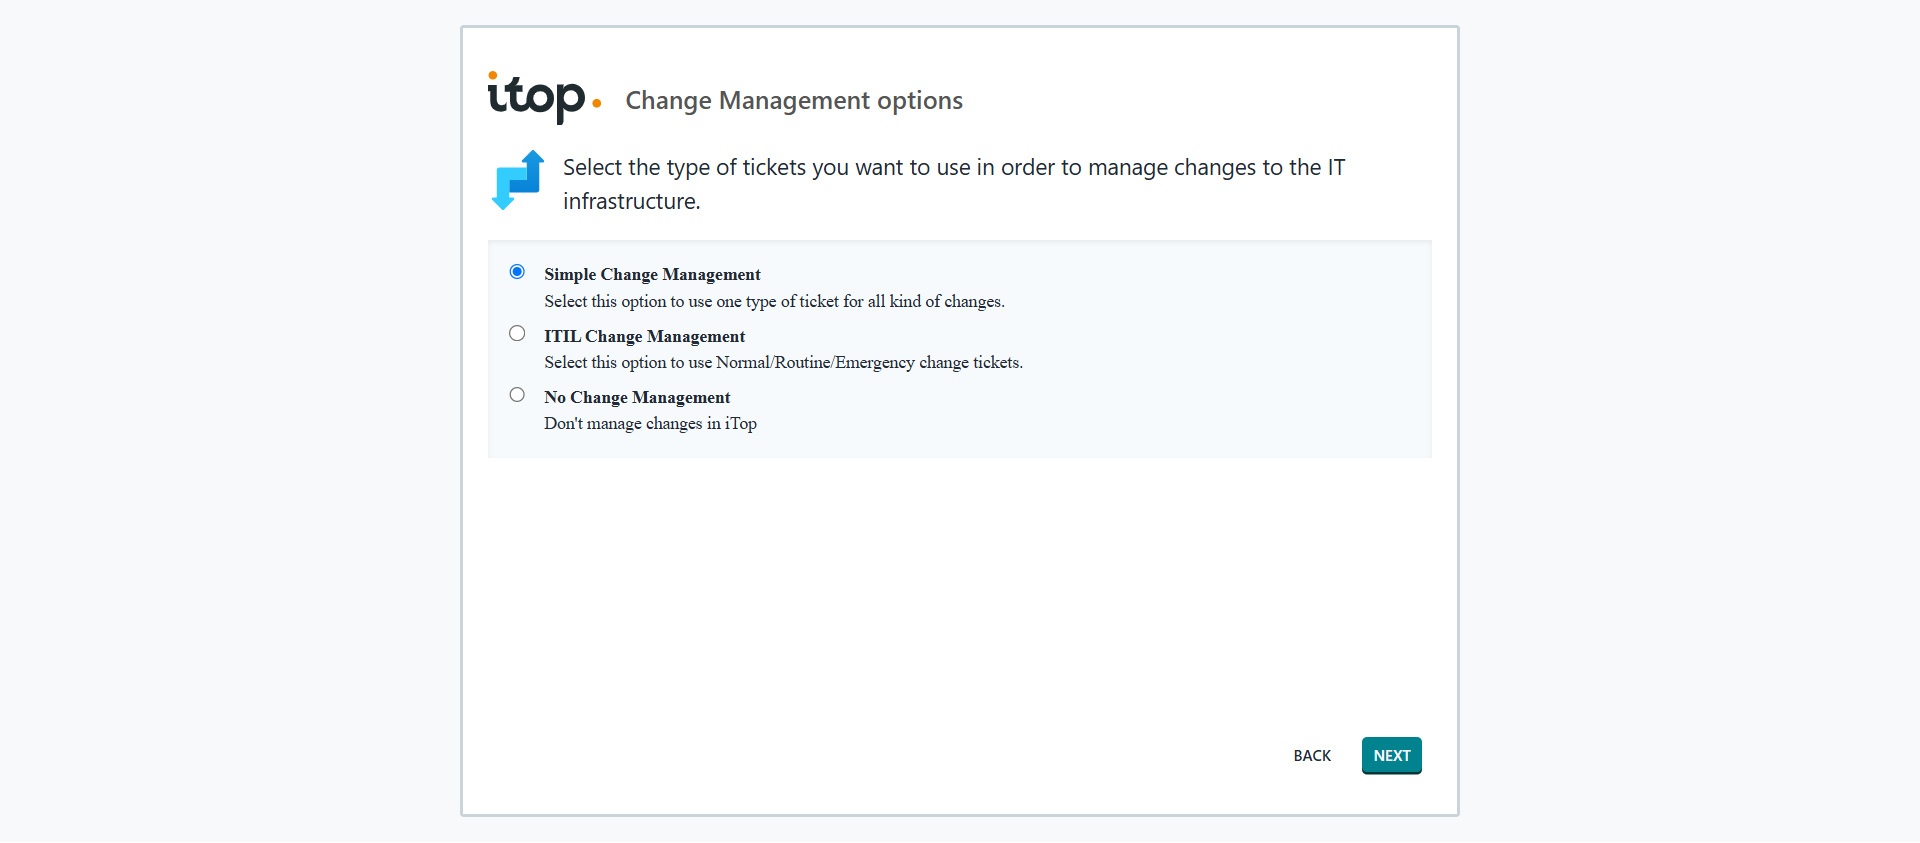 itop
Change Management options
Select the type of tickets you want to use in order to manage changes to the IT
infrastructure.
Simple Change Management
Select this option to use one type of ticket for all kind of changes.
ITIL Change Management
Select this option to use Normal/Routine/Emergency change tickets.
No Change Management
Don't manage changes in iTop
BACK
NEXT